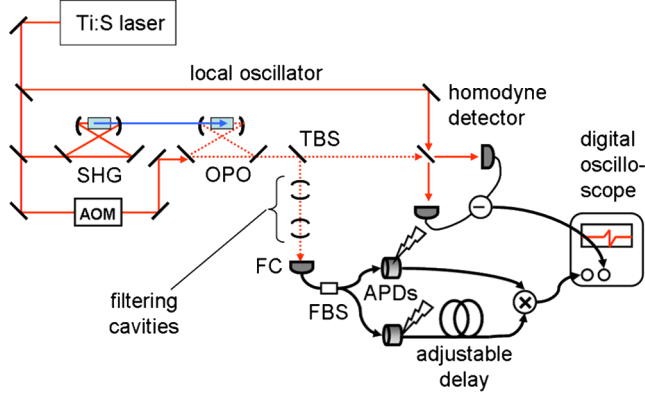 Ti:S laser
local oscillator
homodyne
detector
TBS
digital
oscillo-
scope
SHG
OPO
AOM
−
FC
APDs
filtering
cavities
FBS
×
adjustable
delay